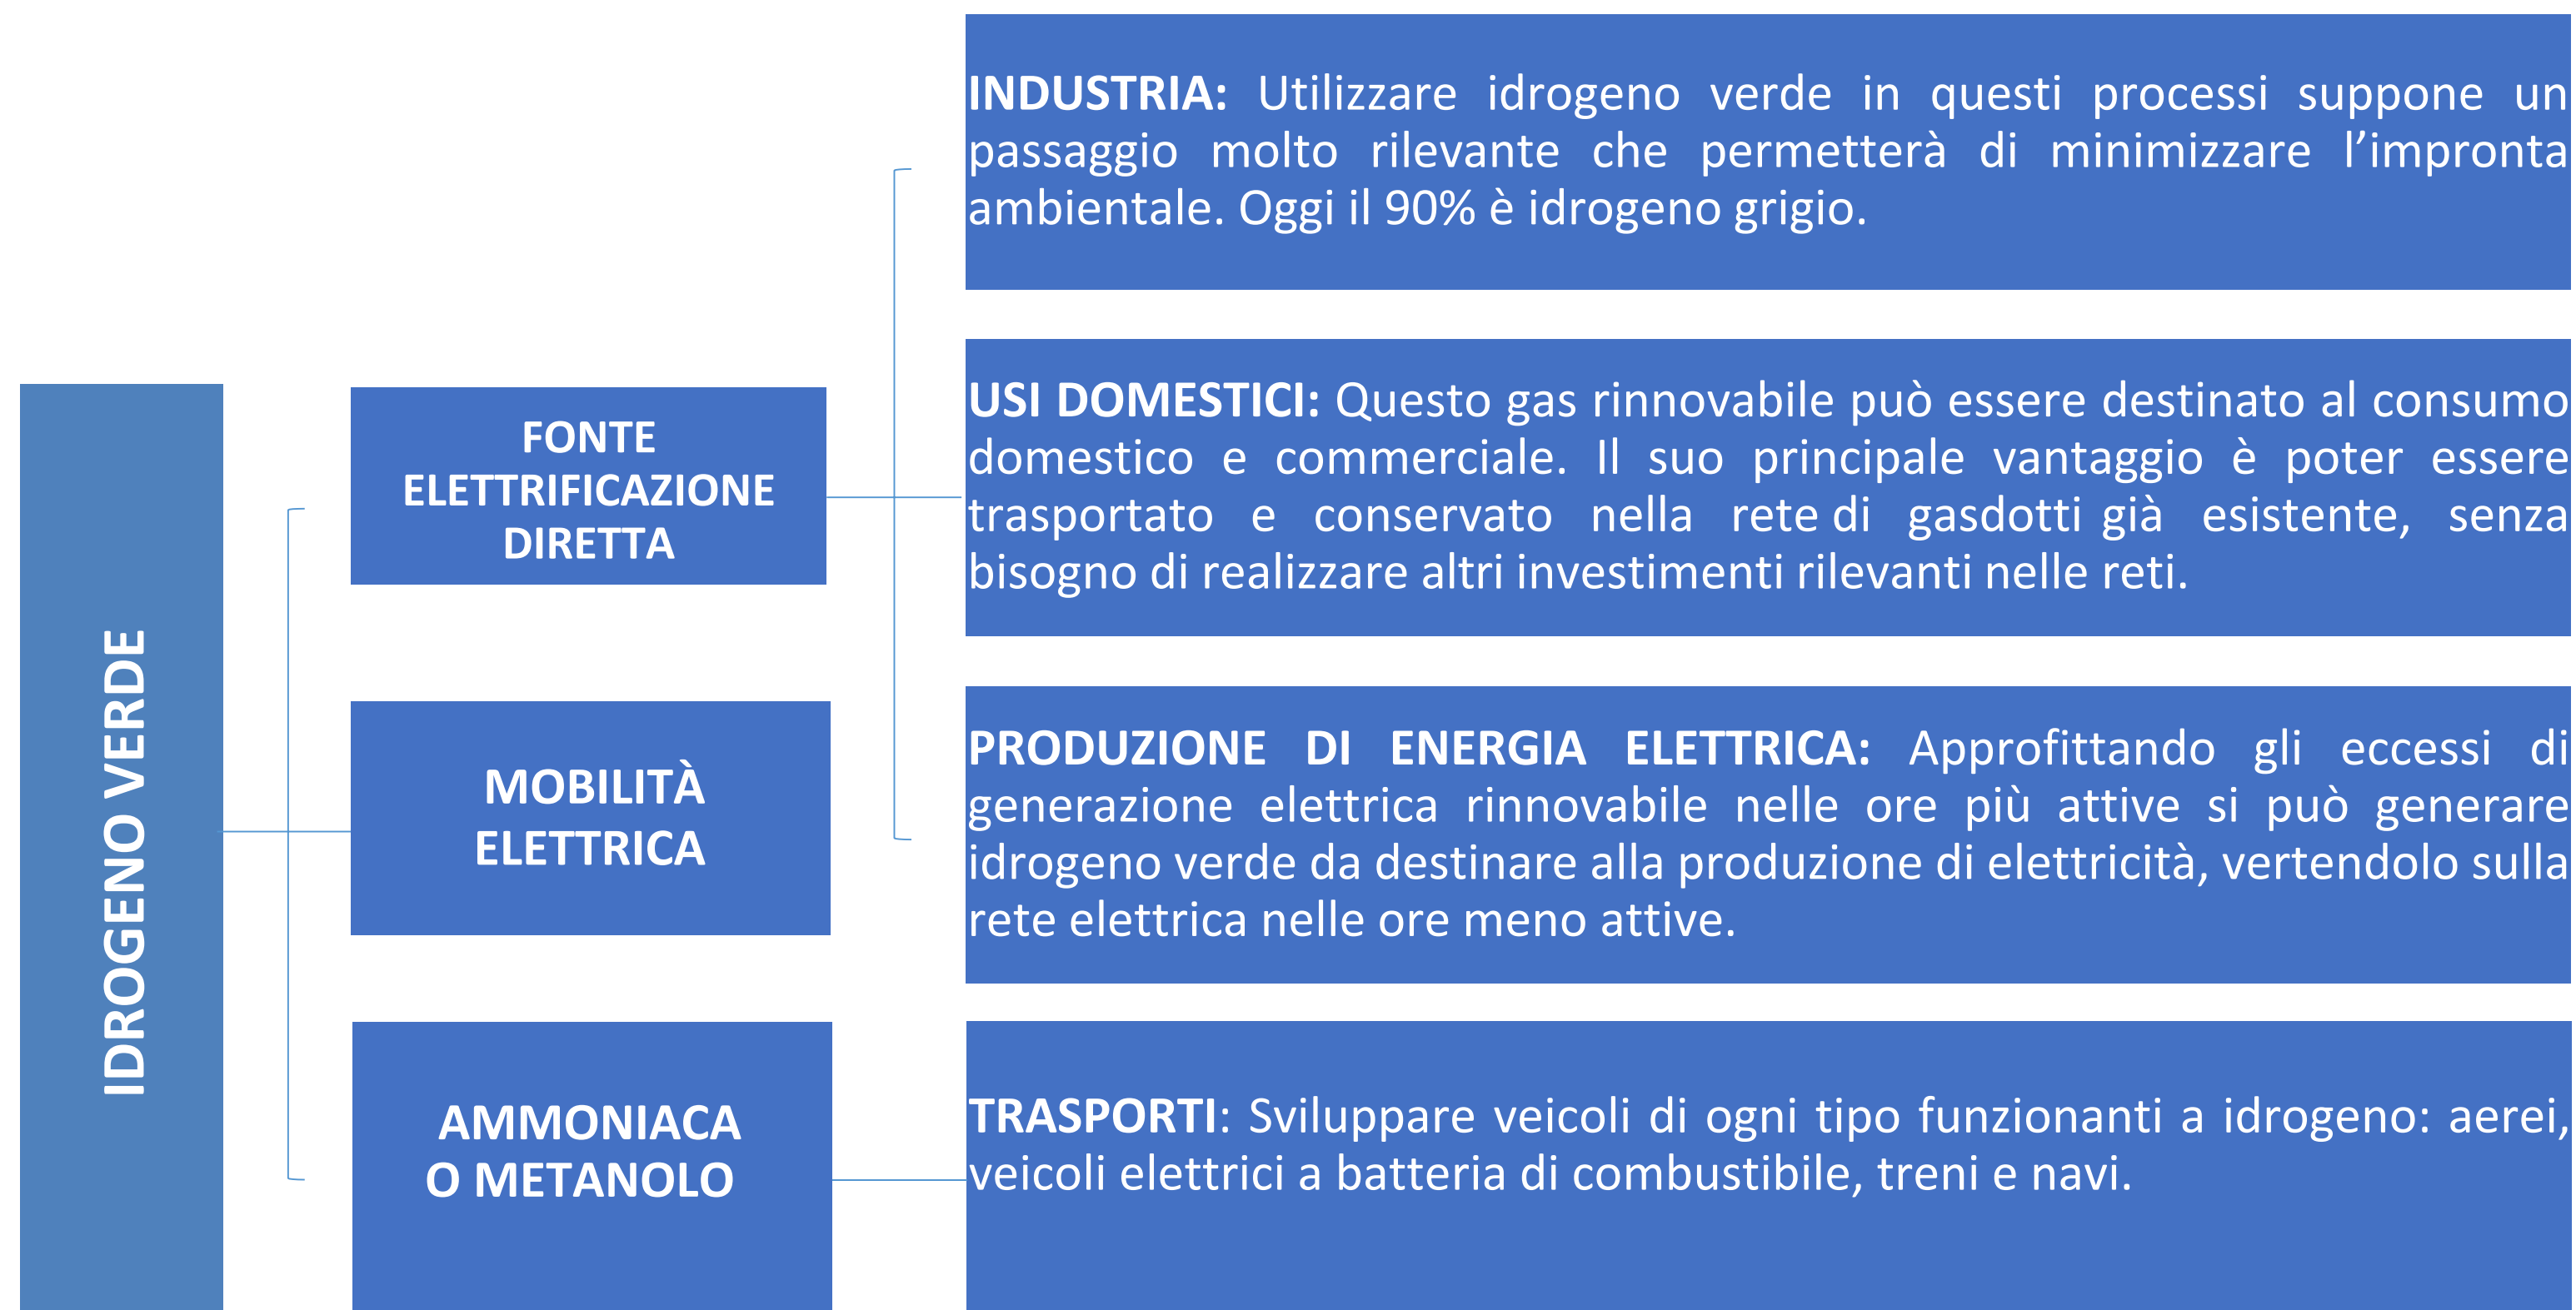 IDROGENO VERDE
FONTE
ELETTRIFICAZIONE
DIRETTA
MOBILITÀ
ELETTRICA
AMMONIACA
O METANOLO
INDUSTRIA: Utilizzare idrogeno verde in questi processi suppone un
passaggio molto rilevante che permetterà di minimizzare l’impronta
ambientale. Oggi il 90% è idrogeno grigio.
USI DOMESTICI: Questo gas rinnovabile può essere destinato al consumo
domestico e commerciale. Il suo principale vantaggio è poter essere
trasportato e conservato nella rete di gasdotti già esistente, senza
bisogno di realizzare altri investimenti rilevanti nelle reti.
PRODUZIONE DI ENERGIA ELETTRICA: Approfittando gli eccessi di
generazione elettrica rinnovabile nelle ore più attive si può generare
idrogeno verde da destinare alla produzione di elettricità, vertendolo sulla
rete elettrica nelle ore meno attive.
TRASPORTI: Sviluppare veicoli di ogni tipo funzionanti a idrogeno: aerei,
veicoli elettrici a batteria di combustibile, treni e navi.